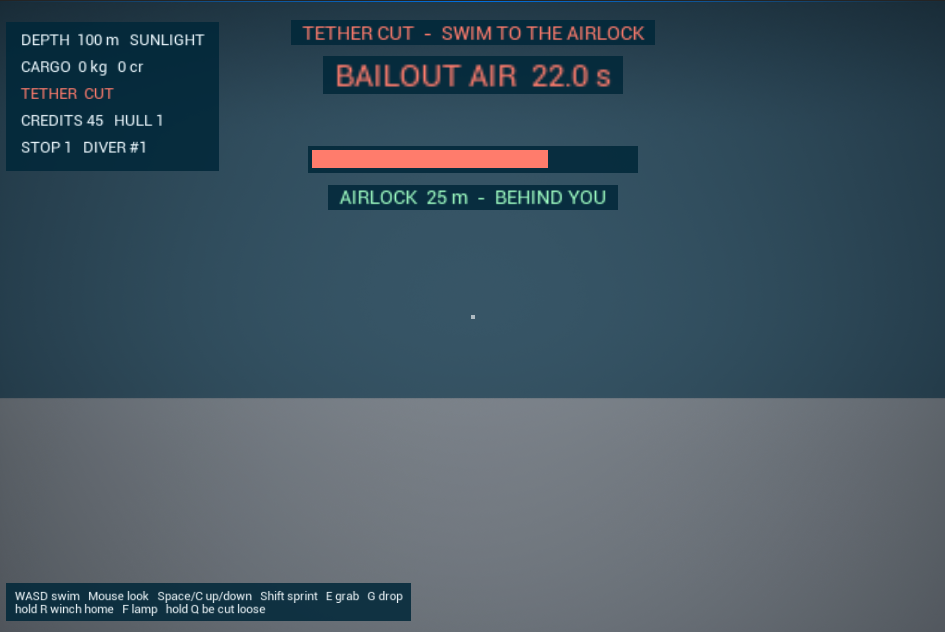 DEPTH 100 m SUNLIGHT
CARGO 0 kg 0 cr
TETHER CUT
CREDITS 45 HULL 1
STOP 1 DIVER #1
TETHER CUT - SWIM TO THE AIRLOCK
BAILOUT AIR 22.0 s
AIRLOCK 25 m - BEHIND YOU
WASD swim Mouse look Space/C up/down Shift sprint E grab G drop
hold R winch home F lamp hold Q be cut loose